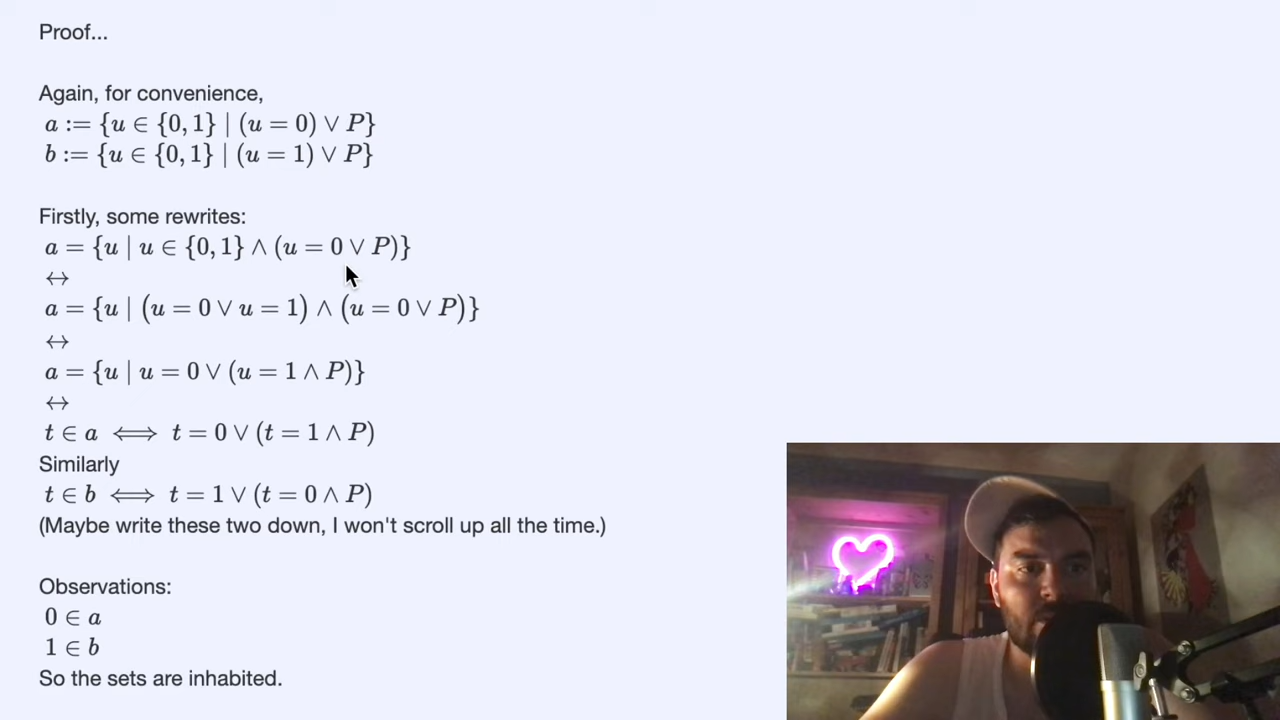 Proof...
Again, for convenience,
a := {u ∈ {0, 1} | (u = 0) ∨ P}
b := {u ∈ {0, 1} | (u = 1) ∨ P}
Firstly, some rewrites:
a = {u | u ∈ {0, 1} ∧ (u = 0 ∨ P)}
↔
a = {u | (u = 0 ∨ u = 1) ∧ (u = 0 ∨ P)}
↔
a = {u | u = 0 ∨ (u = 1 ∧ P)}
↔
t ∈ a ⟺ t = 0 ∨ (t = 1 ∧ P)
Similarly
t ∈ b ⟺ t = 1 ∨ (t = 0 ∧ P)
(Maybe write these two down, I won't scroll up all the time.)
Observations:
0 ∈ a
1 ∈ b
So the sets are inhabited.